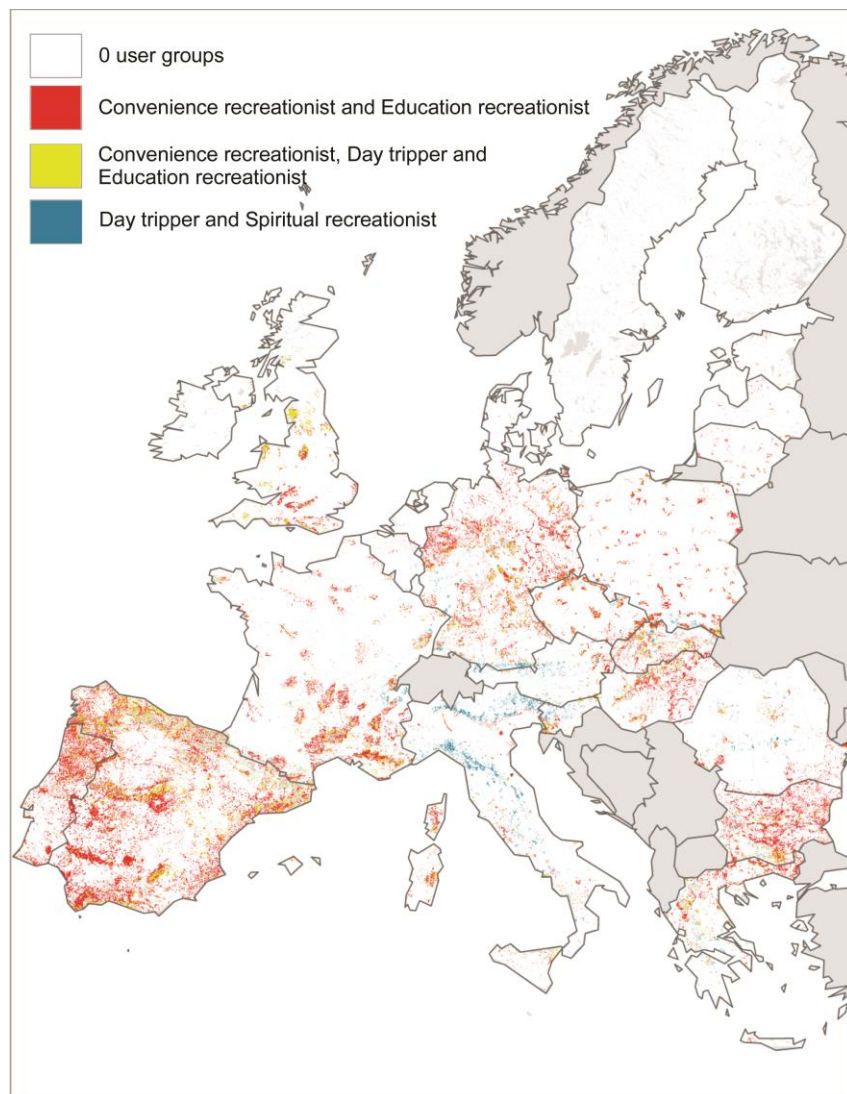 0 user groups
Convenience recreationist and Education recreationist
Convenience recreationist, Day tripper and
Education recreationist
Day tripper and Spiritual recreationist